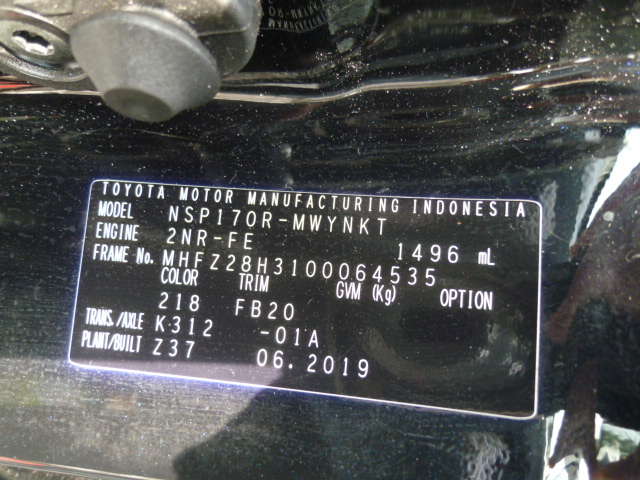 TOYOTA MOTOR MANUFACTURING INDONESIA
MODEL NSP170R-MWYNKT
ENGINE 2NR-FE 1496 mL
FRAME No. MHFZ28H3100064535
COLOR TRIM GVM (Kg) OPTION
218 FB20
TRANS./AXLE K312 -01A
PLANT/BUILT Z37 06.2019